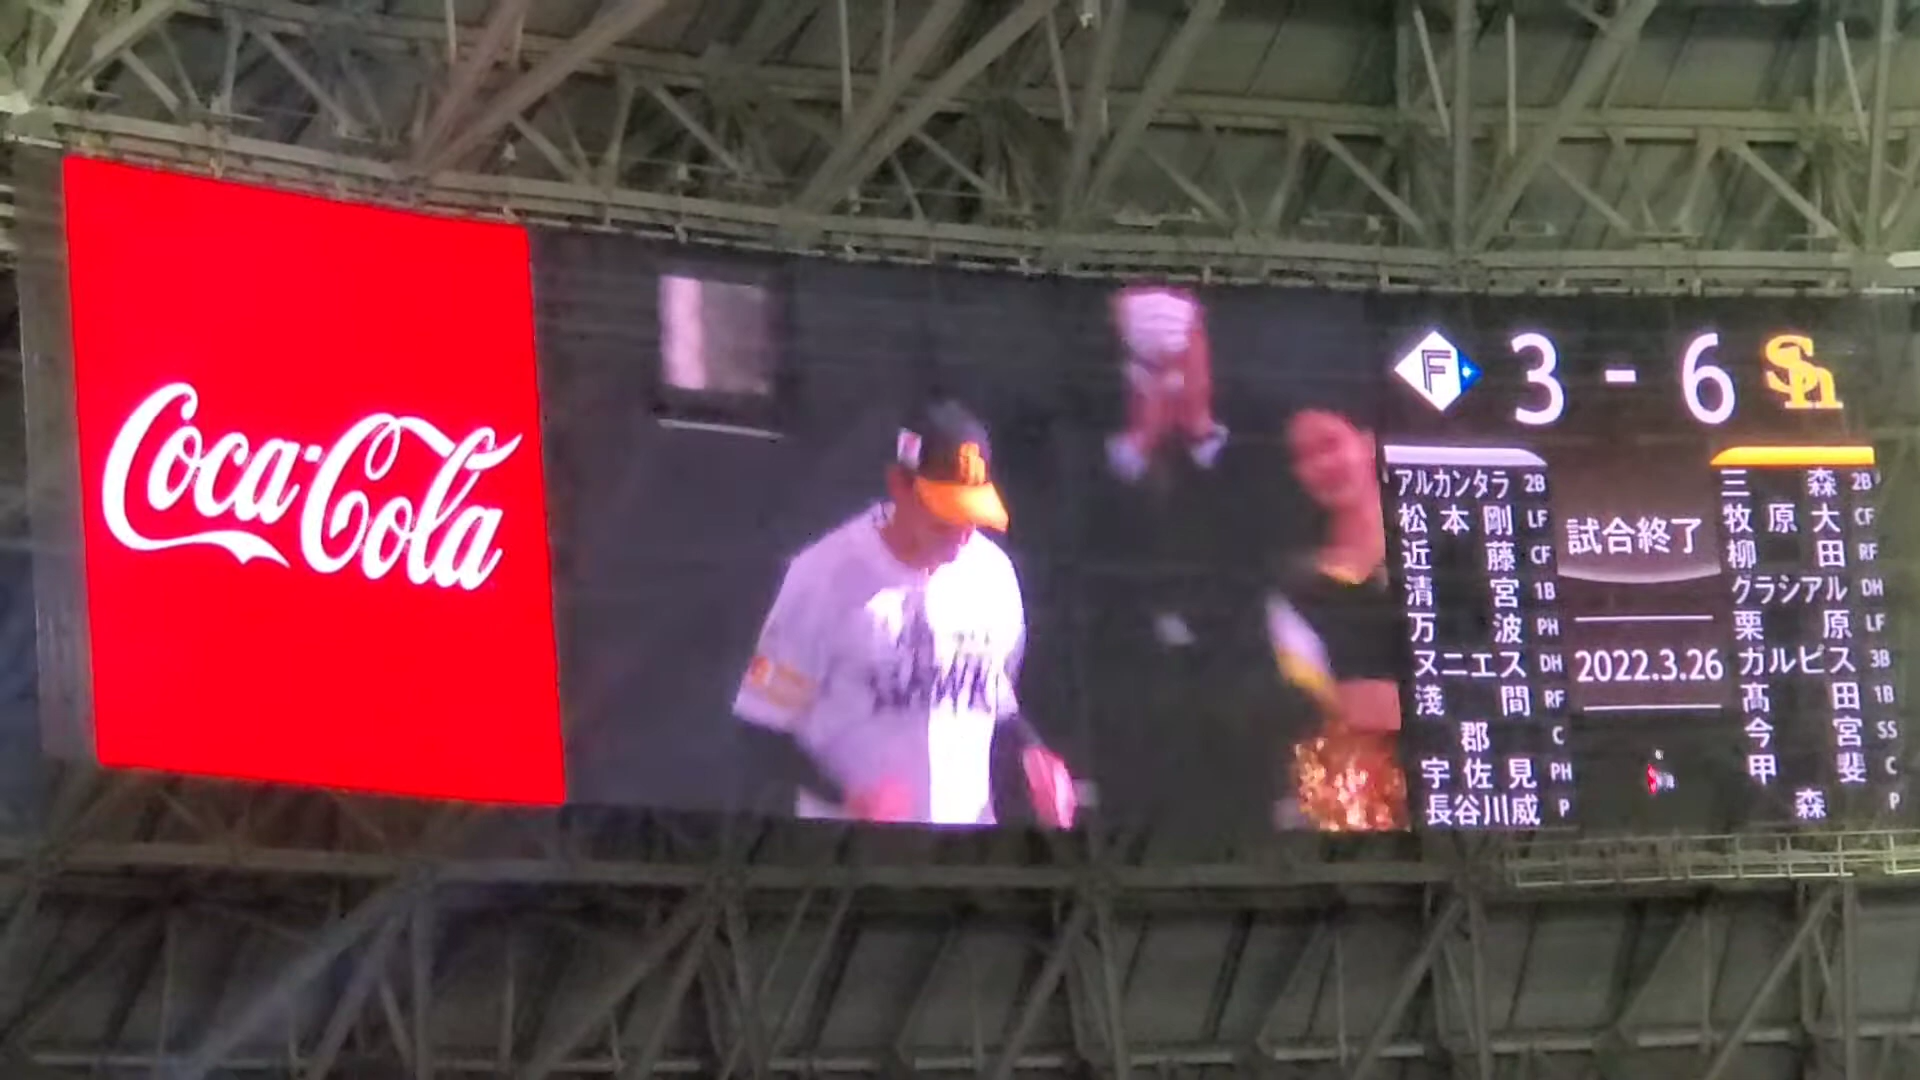 Coca-Cola
F 3 - 6 Sh
アルカンタラ 2B
松本剛 LF
近藤 CF
清宮 1B
万波 PH
ヌニエス DH
淺間 RF
郡 C
宇佐見 PH
長谷川威 P
試合終了
2022.3.26
三森 2B
牧原大 CF
柳田 RF
グラシアル DH
栗原 LF
ガルビス 3B
髙田 1B
今宮 SS
甲斐 C
森 P
HAWK